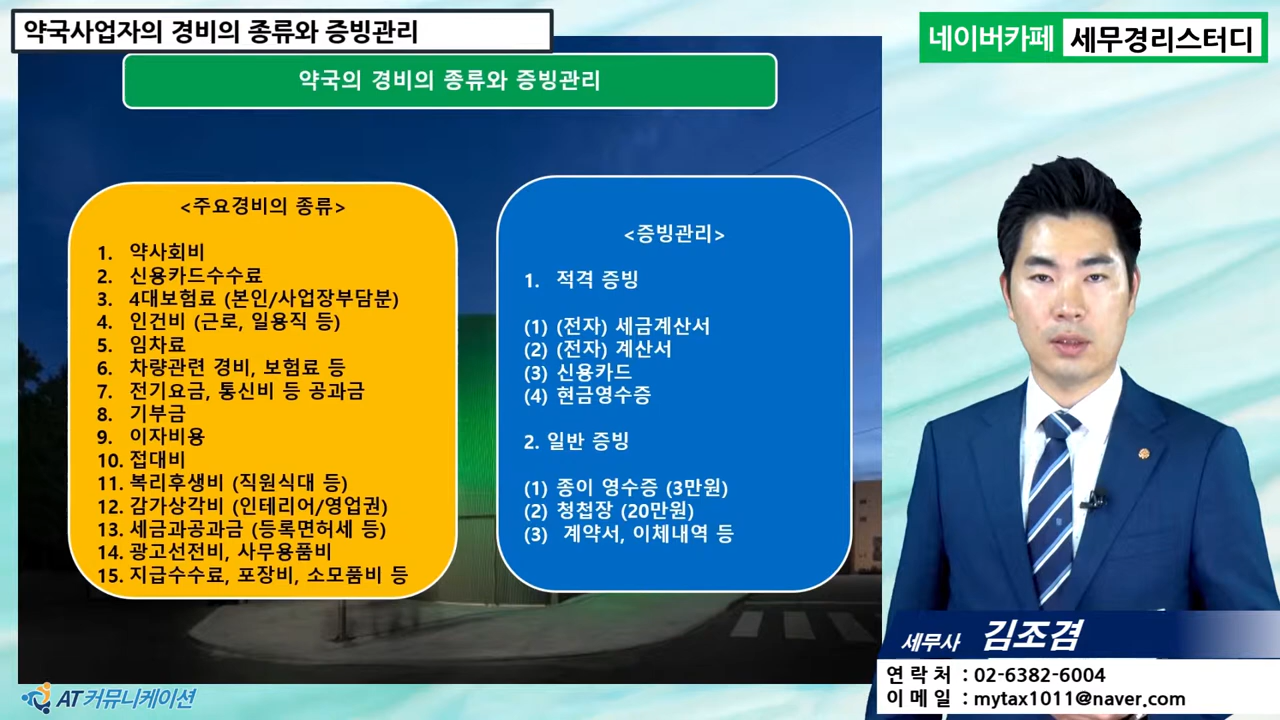 약국사업자의 경비의 종류와 증빙관리
네이버카페 세무경리스터디
약국의 경비의 종류와 증빙관리
<주요경비의 종류>
1. 약사회비
2. 신용카드수수료
3. 4대보험료 (본인/사업장부담분)
4. 인건비 (근로, 일용직 등)
5. 임차료
6. 차량관련 경비, 보험료 등
7. 전기요금, 통신비 등 공과금
8. 기부금
9. 이자비용
10. 접대비
11. 복리후생비 (직원식대 등)
12. 감가상각비 (인테리어/영업권)
13. 세금과공과금 (등록면허세 등)
14. 광고선전비, 사무용품비
15. 지급수수료, 포장비, 소모품비 등
<증빙관리>
1. 적격 증빙
(1) (전자) 세금계산서
(2) (전자) 계산서
(3) 신용카드
(4) 현금영수증
2. 일반 증빙
(1) 종이 영수증 (3만원)
(2) 청첩장 (20만원)
(3) 계약서, 이체내역 등
세무사 김조겸
연락처 : 02-6382-6004
이메일 : mytax1011@naver.com
AT커뮤니케이션